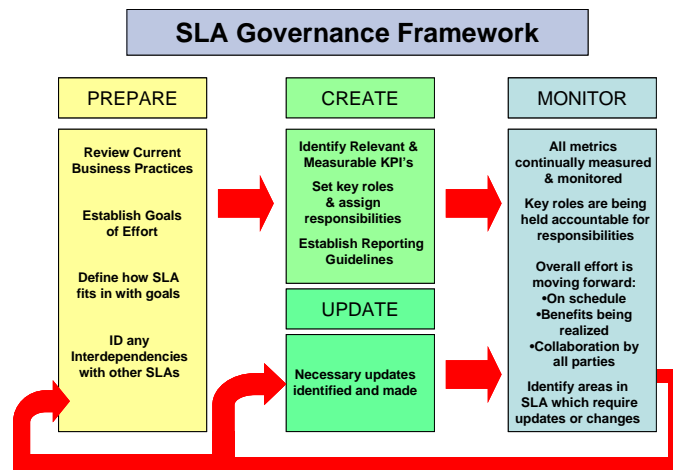 SLA Governance Framework
PREPARE
Review Current
Business Practices
Establish Goals
of Effort
Define how SLA
fits in with goals
ID any
Interdependencies
with other SLAs
CREATE
Identify Relevant &
Measurable KPI's
Set key roles
& assign
responsibilities
Establish Reporting
Guidelines
UPDATE
Necessary updates
identified and made
MONITOR
All metrics
continually measured
& monitored
Key roles are being
held accountable for
responsibilities
Overall effort is
moving forward:
•On schedule
•Benefits being
realized
•Collaboration by
all parties
Identify areas in
SLA which require
updates or changes